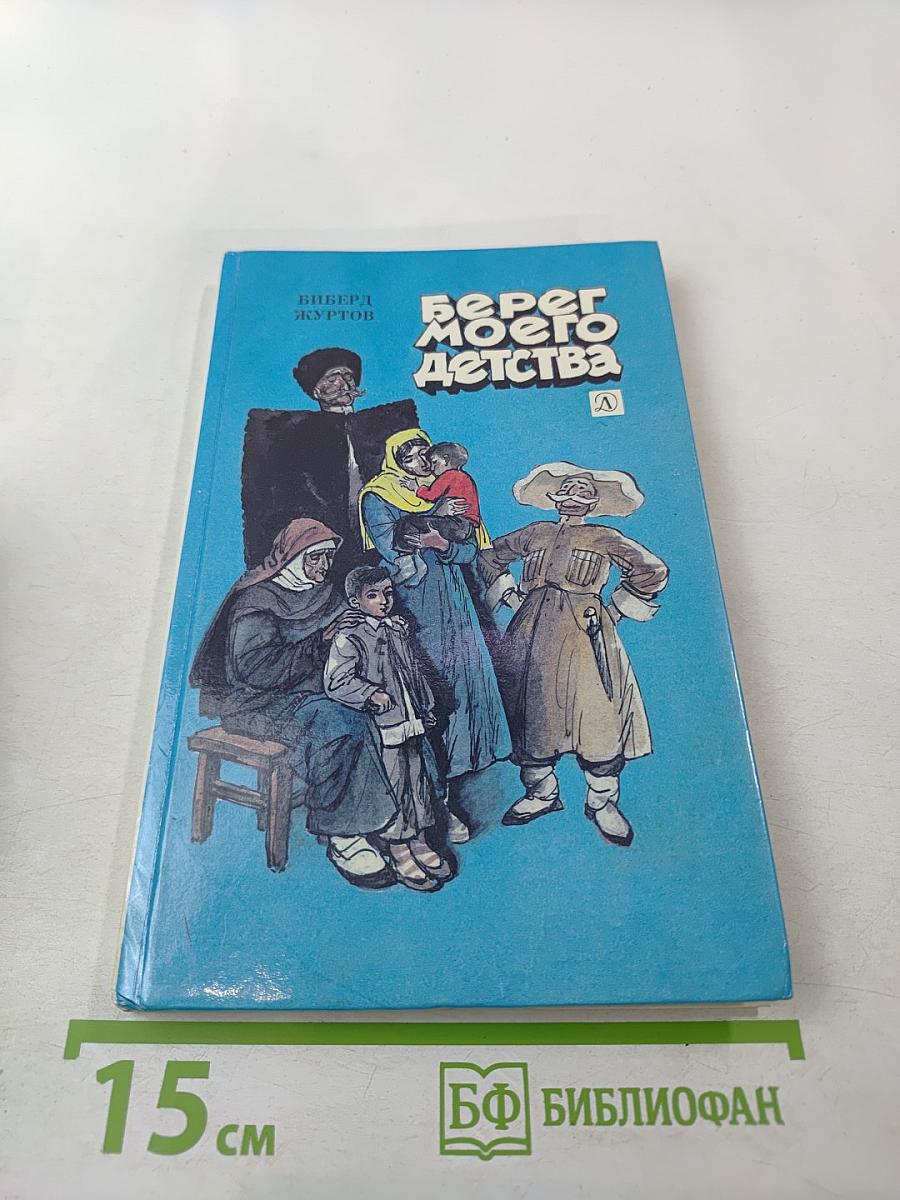 БИБЕРД
ЖУРТОВ
БЕРЕГ
МОЕГО
ДЕТСТВА
Д
15 см
БФ БИБЛИОФАН